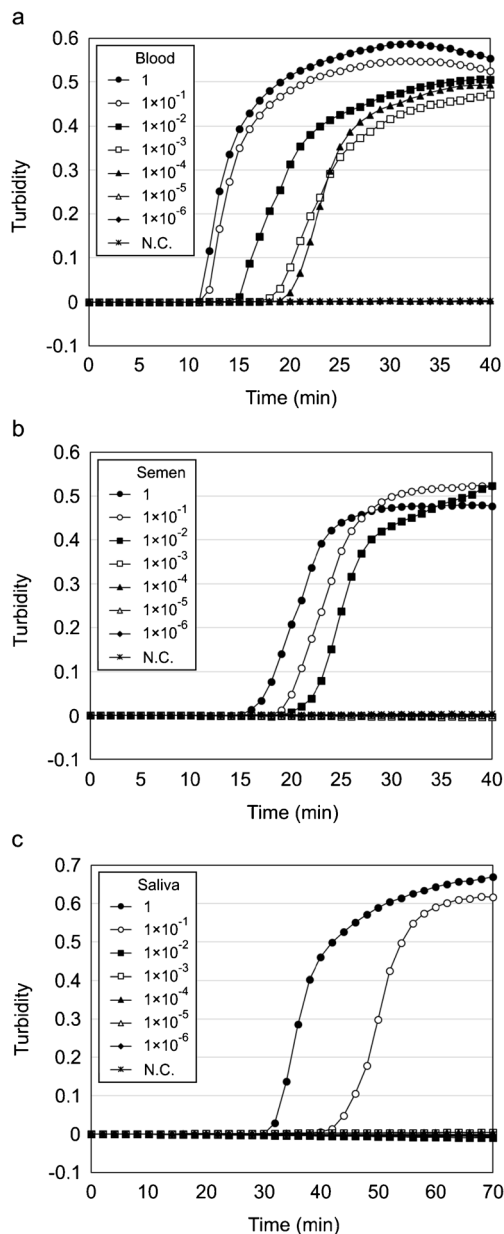 a
0.6
0.5
0.4
0.3
0.2
0.1
0
-0.1
Turbidity
Blood
1
1×10⁻¹
1×10⁻²
1×10⁻³
1×10⁻⁴
1×10⁻⁵
1×10⁻⁶
N.C.
0 5 10 15 20 25 30 35 40
Time (min)
b
0.6
0.5
0.4
0.3
0.2
0.1
0
-0.1
Turbidity
Semen
1
1×10⁻¹
1×10⁻²
1×10⁻³
1×10⁻⁴
1×10⁻⁵
1×10⁻⁶
N.C.
0 5 10 15 20 25 30 35 40
Time (min)
c
0.7
0.6
0.5
0.4
0.3
0.2
0.1
0
-0.1
Turbidity
Saliva
1
1×10⁻¹
1×10⁻²
1×10⁻³
1×10⁻⁴
1×10⁻⁵
1×10⁻⁶
N.C.
0 10 20 30 40 50 60 70
Time (min)